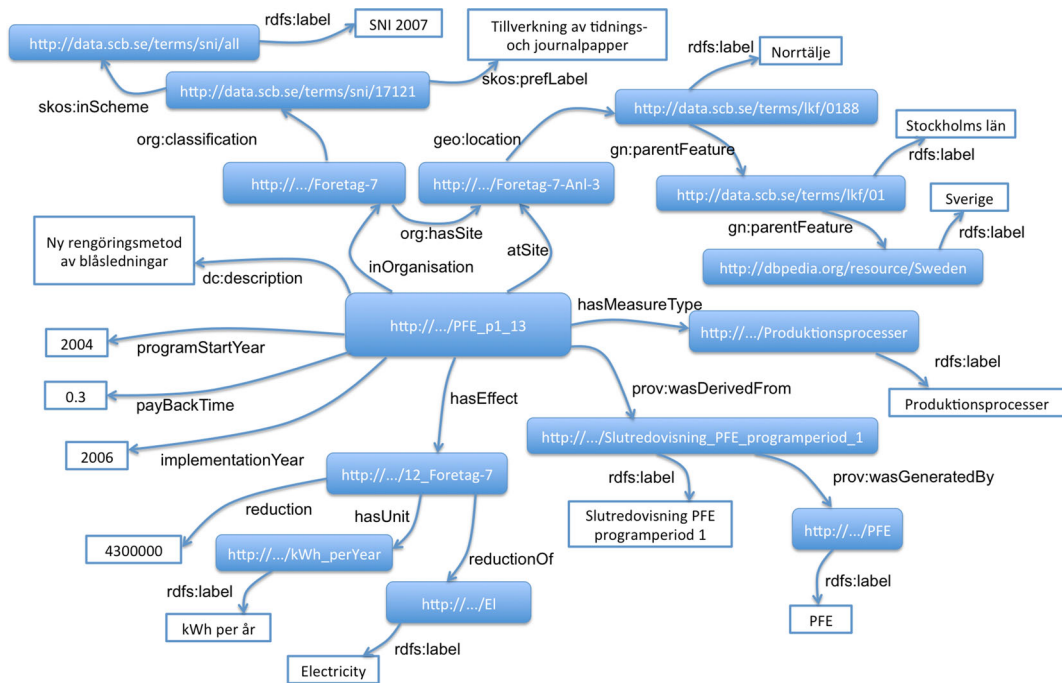 rdfs:label
SNI 2007
http://data.scb.se/terms/sni/all
Tillverkning av tidnings-
och journalpapper
rdfs:label
Norrtälje
skos:prefLabel
http://data.scb.se/terms/sni/17121
skos:inScheme
http://data.scb.se/terms/lkf/0188
Stockholms län
org:classification
geo:location
gn:parentFeature
rdfs:label
http://.../Foretag-7
http://.../Foretag-7-Anl-3
http://data.scb.se/terms/lkf/01
Sverige
org:hasSite
gn:parentFeature
rdfs:label
Ny rengöringsmetod
av blåsledningar
atSite
inOrganisation
http://dbpedia.org/resource/Sweden
dc:description
hasMeasureType
http://.../PFE_p1_13
http://.../Produktionsprocesser
2004
programStartYear
rdfs:label
prov:wasDerivedFrom
0.3
payBackTime
hasEffect
Produktionsprocesser
http://.../Slutredovisning_PFE_programperiod_1
2006
implementationYear
http://.../12_Foretag-7
rdfs:label
prov:wasGeneratedBy
reduction
hasUnit
Slutredovisning PFE
programperiod 1
4300000
http://.../kWh_perYear
http://.../PFE
reductionOf
rdfs:label
rdfs:label
http://.../El
kWh per år
PFE
rdfs:label
Electricity